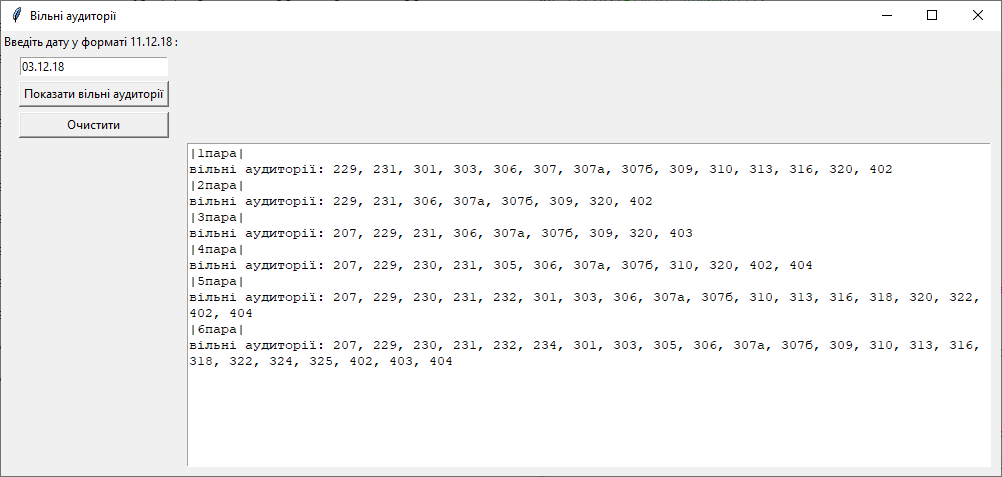 Вільні аудиторії
Введіть дату у форматі 11.12.18 :
03.12.18
Показати вільні аудиторії
Очистити
|1пара|
вільні аудиторії: 229, 231, 301, 303, 306, 307, 307а, 307б, 309, 310, 313, 316, 320, 402
|2пара|
вільні аудиторії: 229, 231, 306, 307а, 307б, 309, 320, 402
|3пара|
вільні аудиторії: 207, 229, 231, 306, 307а, 307б, 309, 320, 403
|4пара|
вільні аудиторії: 207, 229, 230, 231, 305, 306, 307а, 307б, 310, 320, 402, 404
|5пара|
вільні аудиторії: 207, 229, 230, 231, 232, 301, 303, 306, 307а, 307б, 310, 313, 316, 318, 320, 322,
402, 404
|6пара|
вільні аудиторії: 207, 229, 230, 231, 232, 234, 301, 303, 305, 306, 307а, 307б, 309, 310, 313, 316,
318, 322, 324, 325, 402, 403, 404